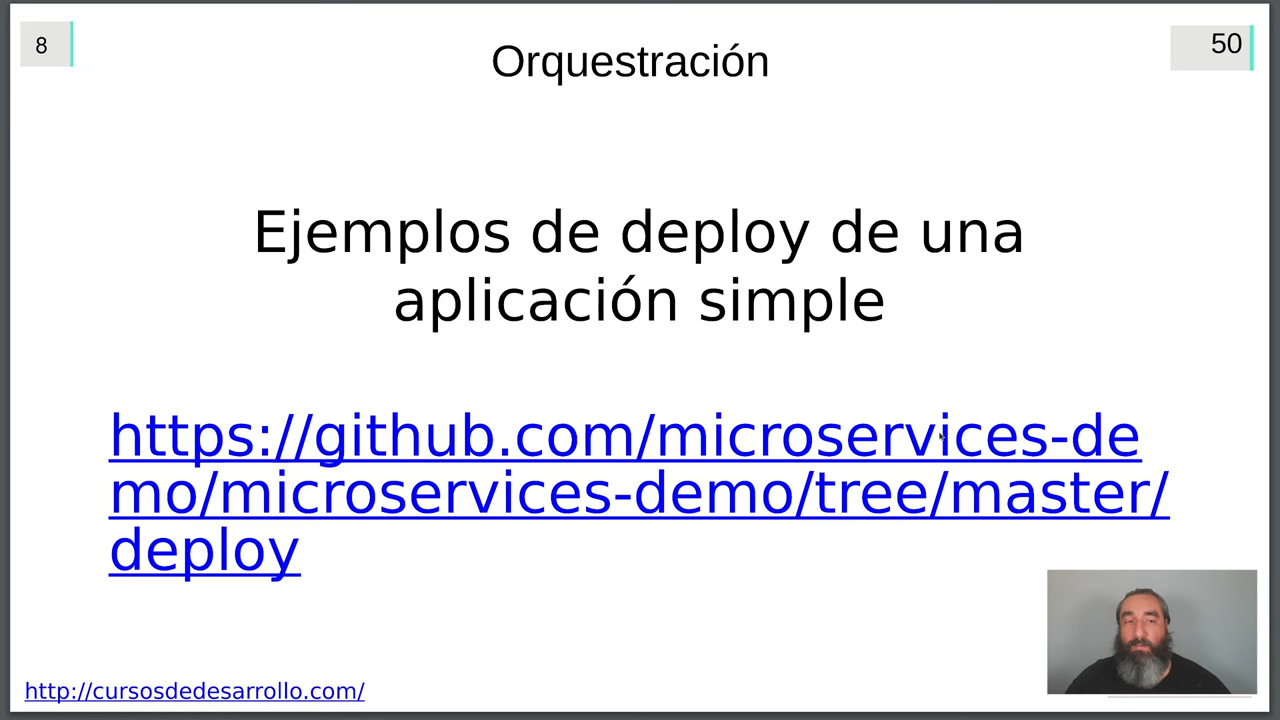 8
Orquestración
50
Ejemplos de deploy de una
aplicación simple
https://github.com/microservices-de
mo/microservices-demo/tree/master/
deploy
http://cursosdedesarrollo.com/